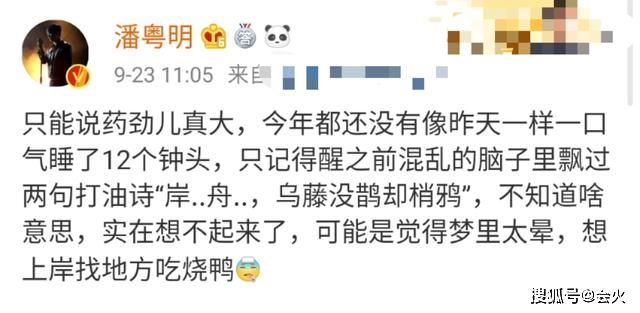 潘粤明
9-23 11:05 来自
只能说药劲儿真大，今年都还没有像昨天一样一口
气睡了12个钟头，只记得醒之前混乱的脑子里飘过
两句打油诗“岸..舟..，乌藤没鹊却梢鸦”，不知道啥
意思，实在想不起来了，可能是觉得梦里太晕，想
上岸找地方吃烧鸭
搜狐号@会火